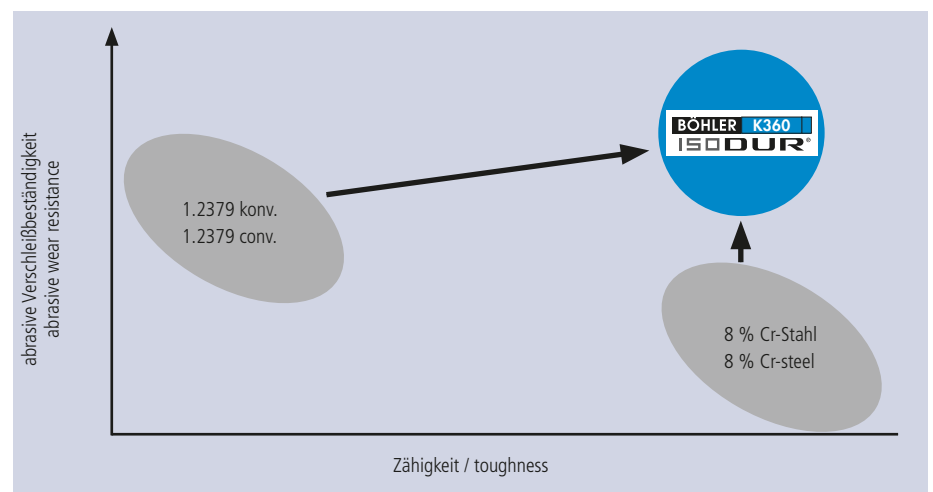 abrasive Verschleißbeständigkeit
abrasive wear resistance
1.2379 konv.
1.2379 conv.
BÖHLER K360
ISODUR®
8 % Cr-Stahl
8 % Cr-steel
Zähigkeit / toughness